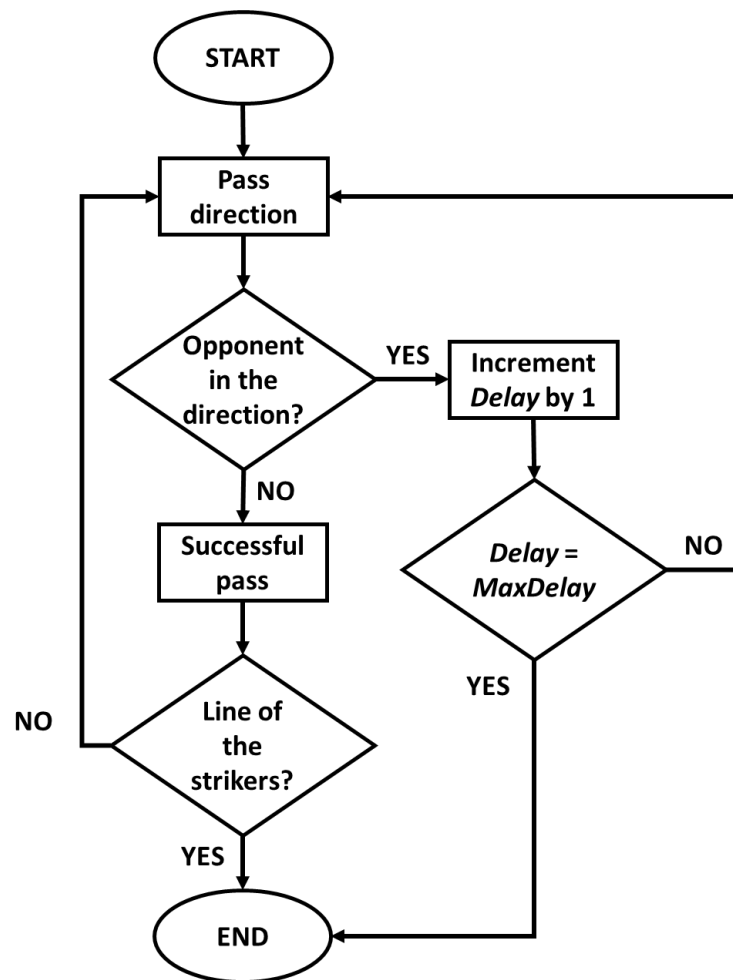 START
Pass
direction
Opponent
in the
direction?
YES
Increment
Delay by 1
NO
Successful
pass
Delay =
MaxDelay
NO
YES
Line of
the
strikers?
NO
YES
END